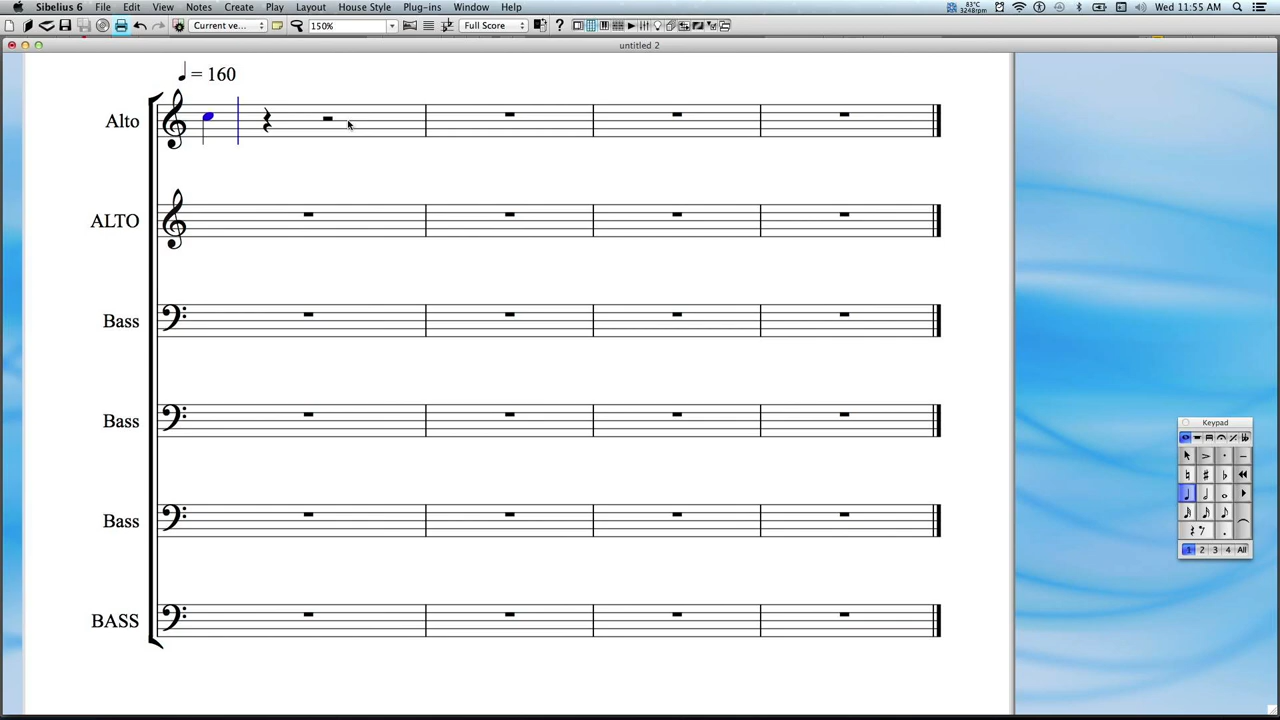 Sibelius 6 File Edit View Notes Create Play Layout House Style Plug-ins Window Help 83°C 3248rpm Wed 11:55 AM
Current ve... 150% Full Score ?
untitled 2
= 160
Alto
ALTO
Bass
Bass
Bass
BASS
Keypad
1 2 3 4 All